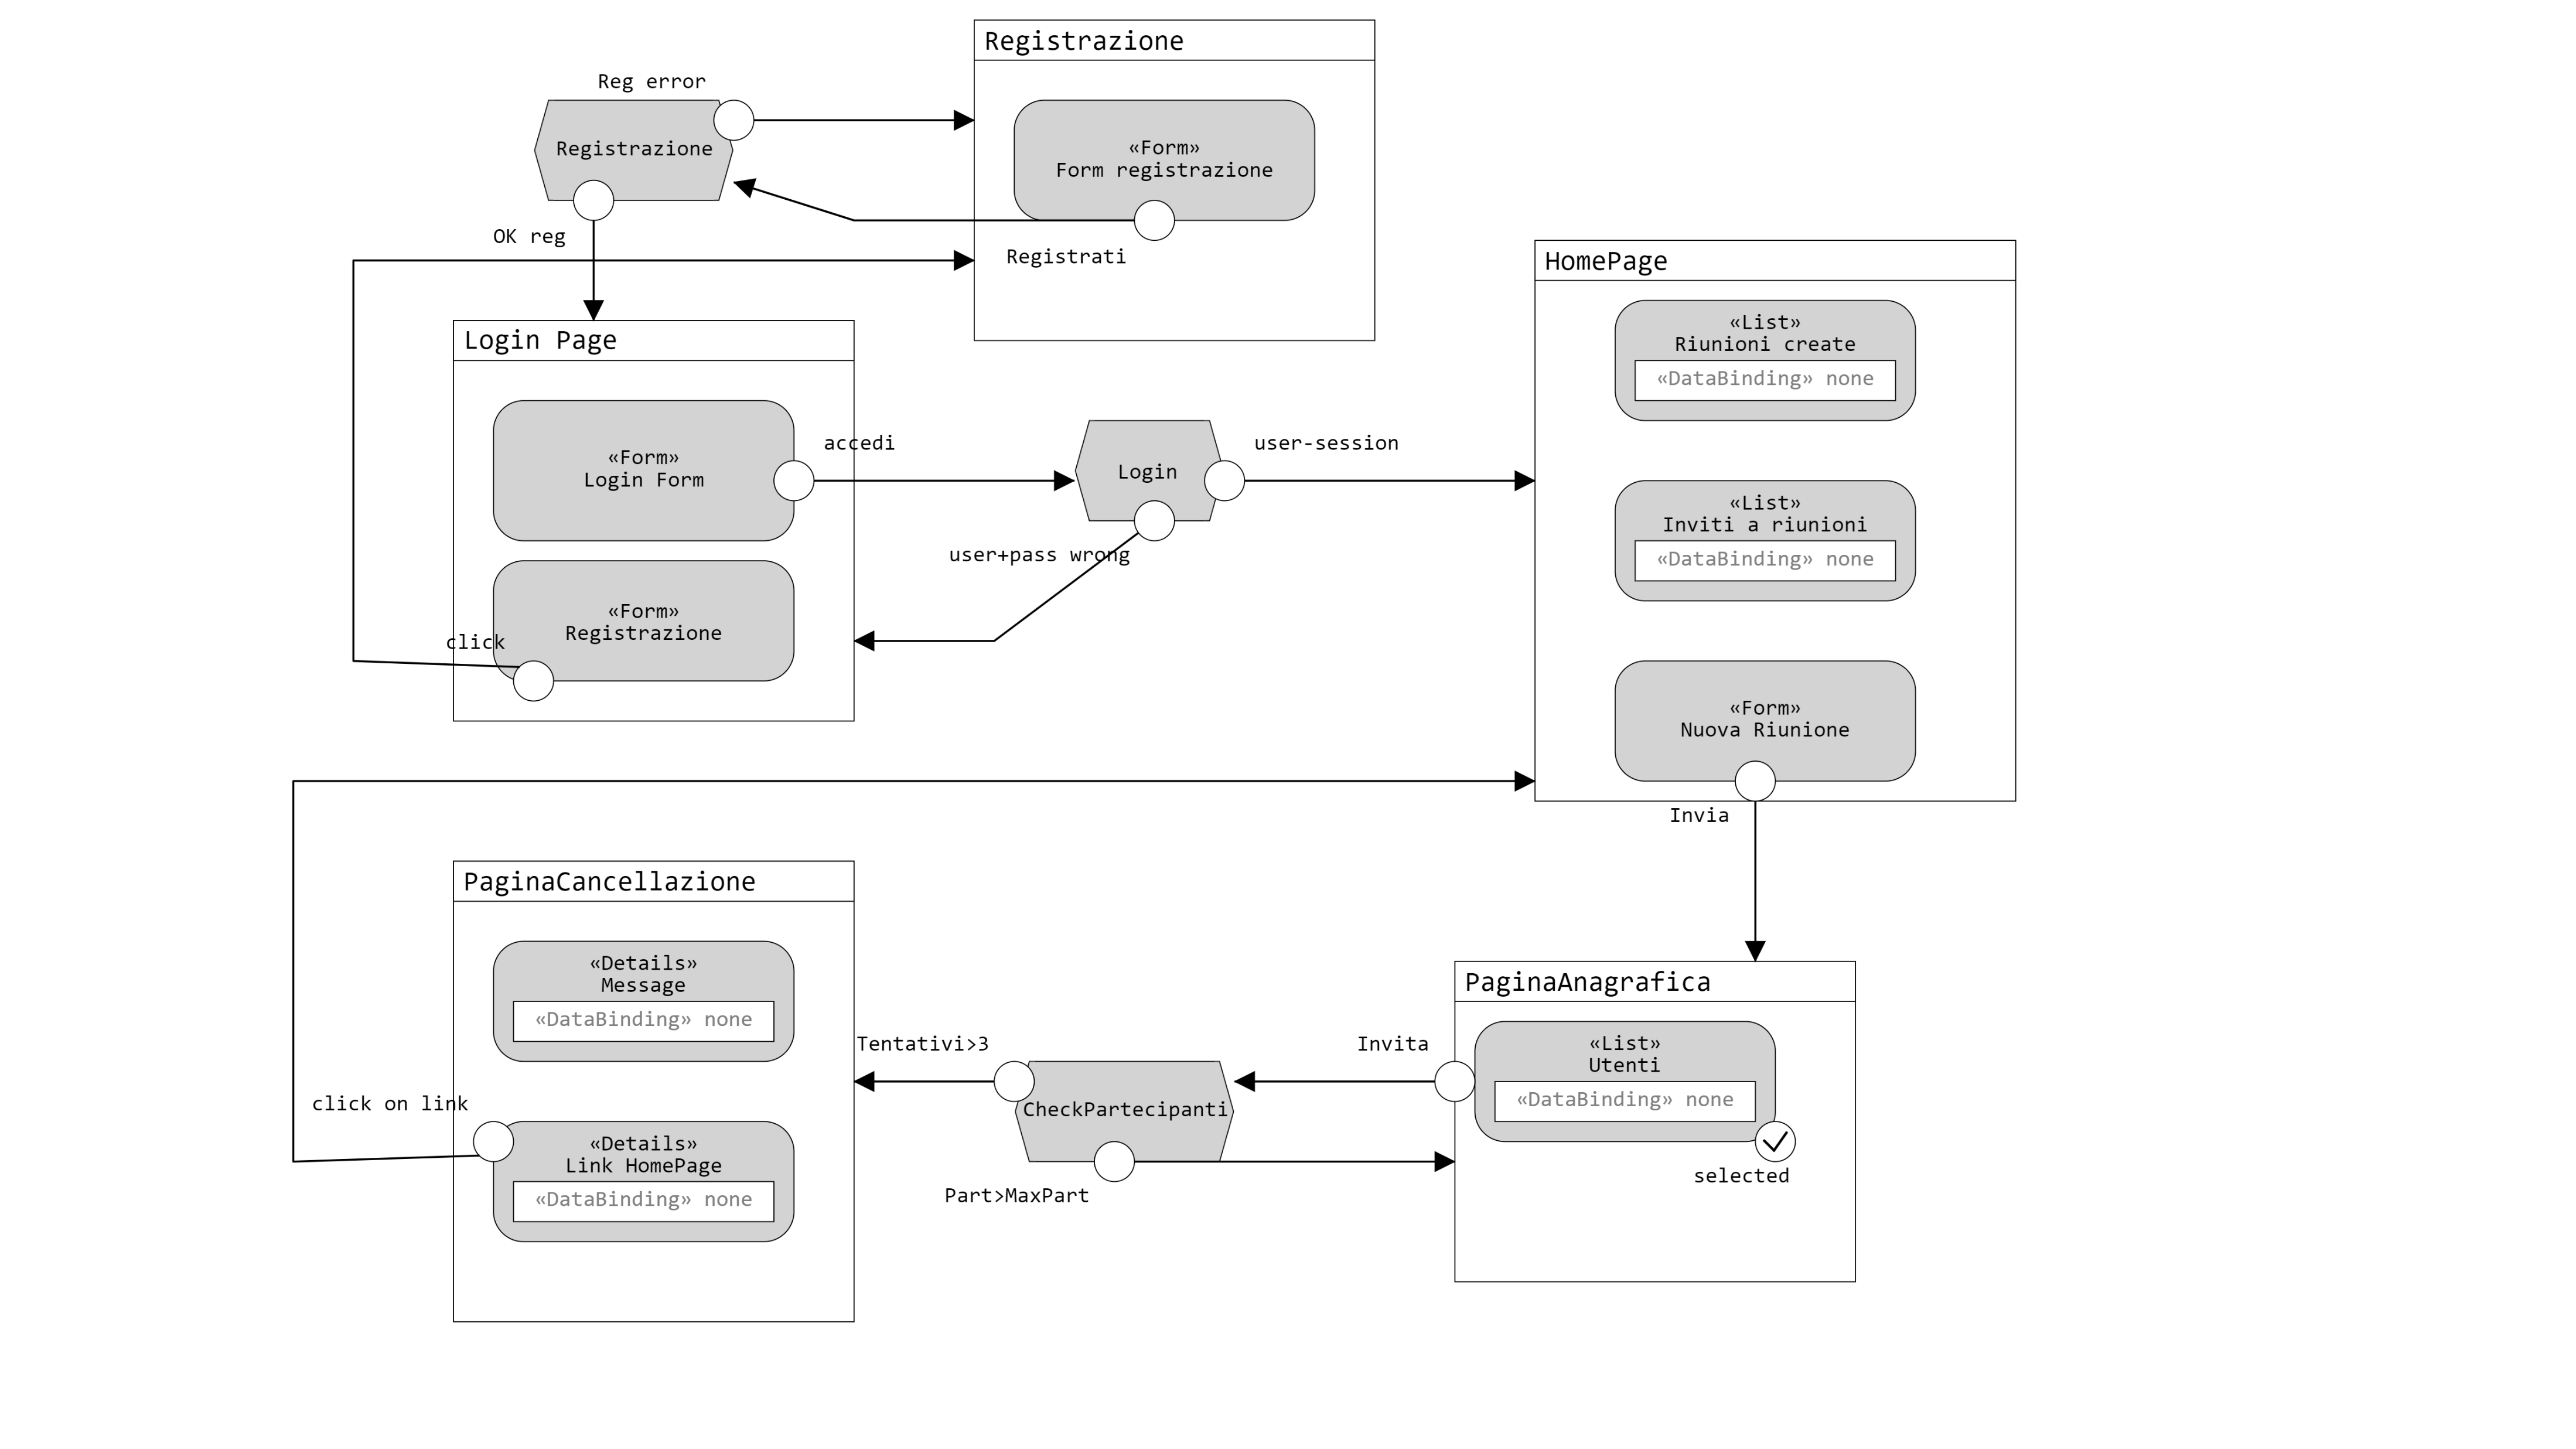 Registrazione
Reg error
Registrazione
«Form»
Form registrazione
OK reg
Registrati
HomePage
Login Page
«List»
Riunioni create
«DataBinding» none
«Form»
Login Form
accedi
Login
user-session
«List»
Inviti a riunioni
«DataBinding» none
user+pass wrong
«Form»
Registrazione
click
«Form»
Nuova Riunione
Invia
PaginaCancellazione
«Details»
Message
«DataBinding» none
PaginaAnagrafica
Tentativi>3
Invita
«List»
Utenti
«DataBinding» none
click on link
CheckPartecipanti
«Details»
Link HomePage
«DataBinding» none
Part>MaxPart
selected